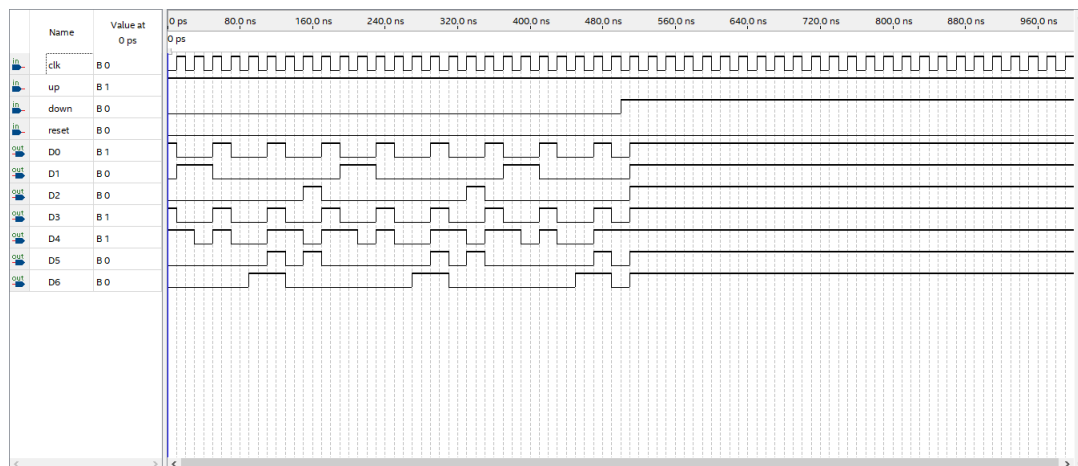 Name Value at 0 ps
0 ps 80.0 ns 160.0 ns 240.0 ns 320.0 ns 400.0 ns 480.0 ns 560.0 ns 640.0 ns 720.0 ns 800.0 ns 880.0 ns 960.0 ns
0 ps
in clk B 0
in up B 1
in down B 0
in reset B 0
out D0 B 1
out D1 B 0
out D2 B 0
out D3 B 1
out D4 B 1
out D5 B 0
out D6 B 0